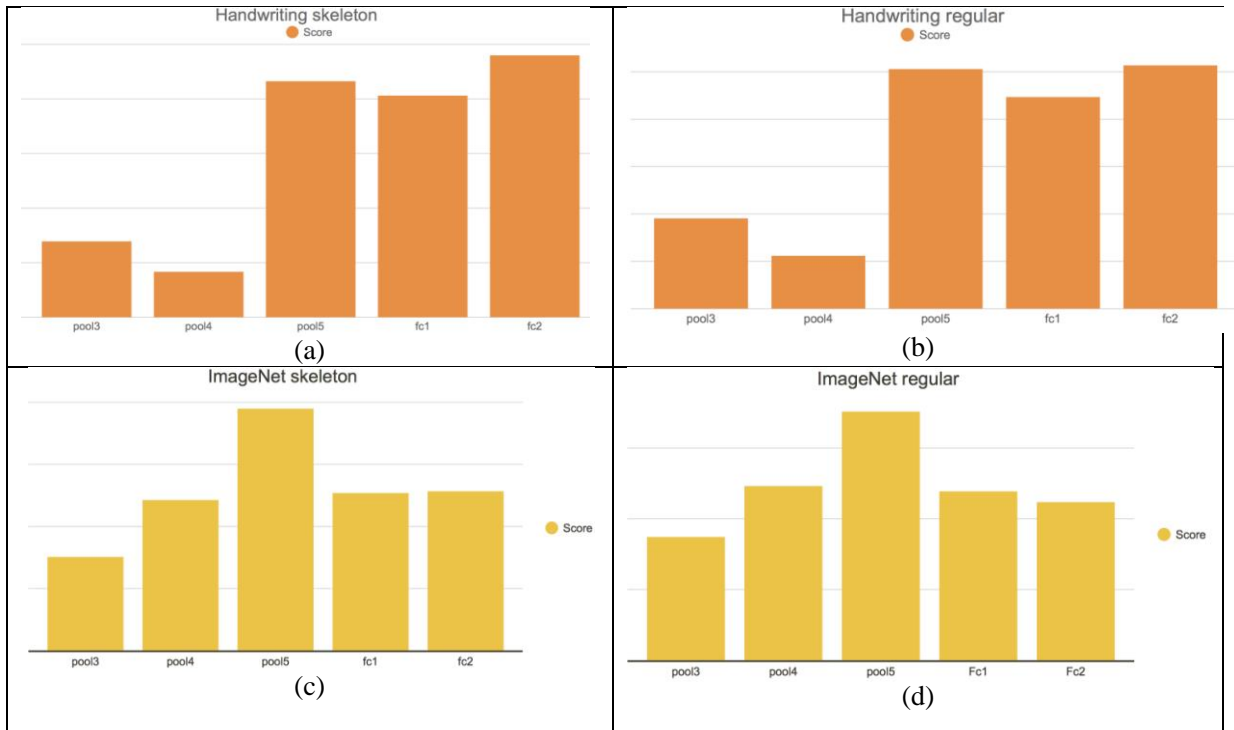 Handwriting skeleton
Score
pool3 pool4 pool5 fc1 fc2
(a)
Handwriting regular
Score
pool3 pool4 pool5 fc1 fc2
(b)
ImageNet skeleton
Score
pool3 pool4 pool5 fc1 fc2
(c)
ImageNet regular
Score
pool3 pool4 pool5 Fc1 Fc2
(d)